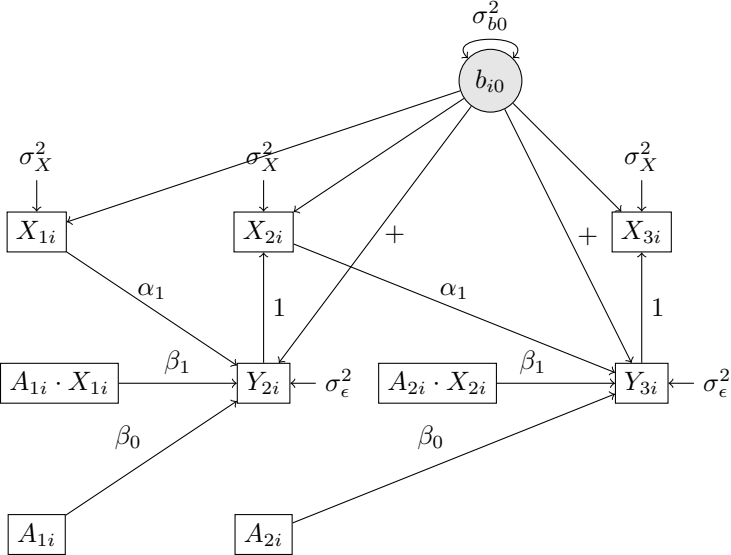 σ²_{b0}
b_{i0}
σ²_X σ²_X σ²_X
X_{1i} X_{2i} + + X_{3i}
α_1 1 α_1 1
A_{1i} · X_{1i} β_1 Y_{2i} σ²_ϵ A_{2i} · X_{2i} β_1 Y_{3i} σ²_ϵ
β_0 β_0
A_{1i} A_{2i}